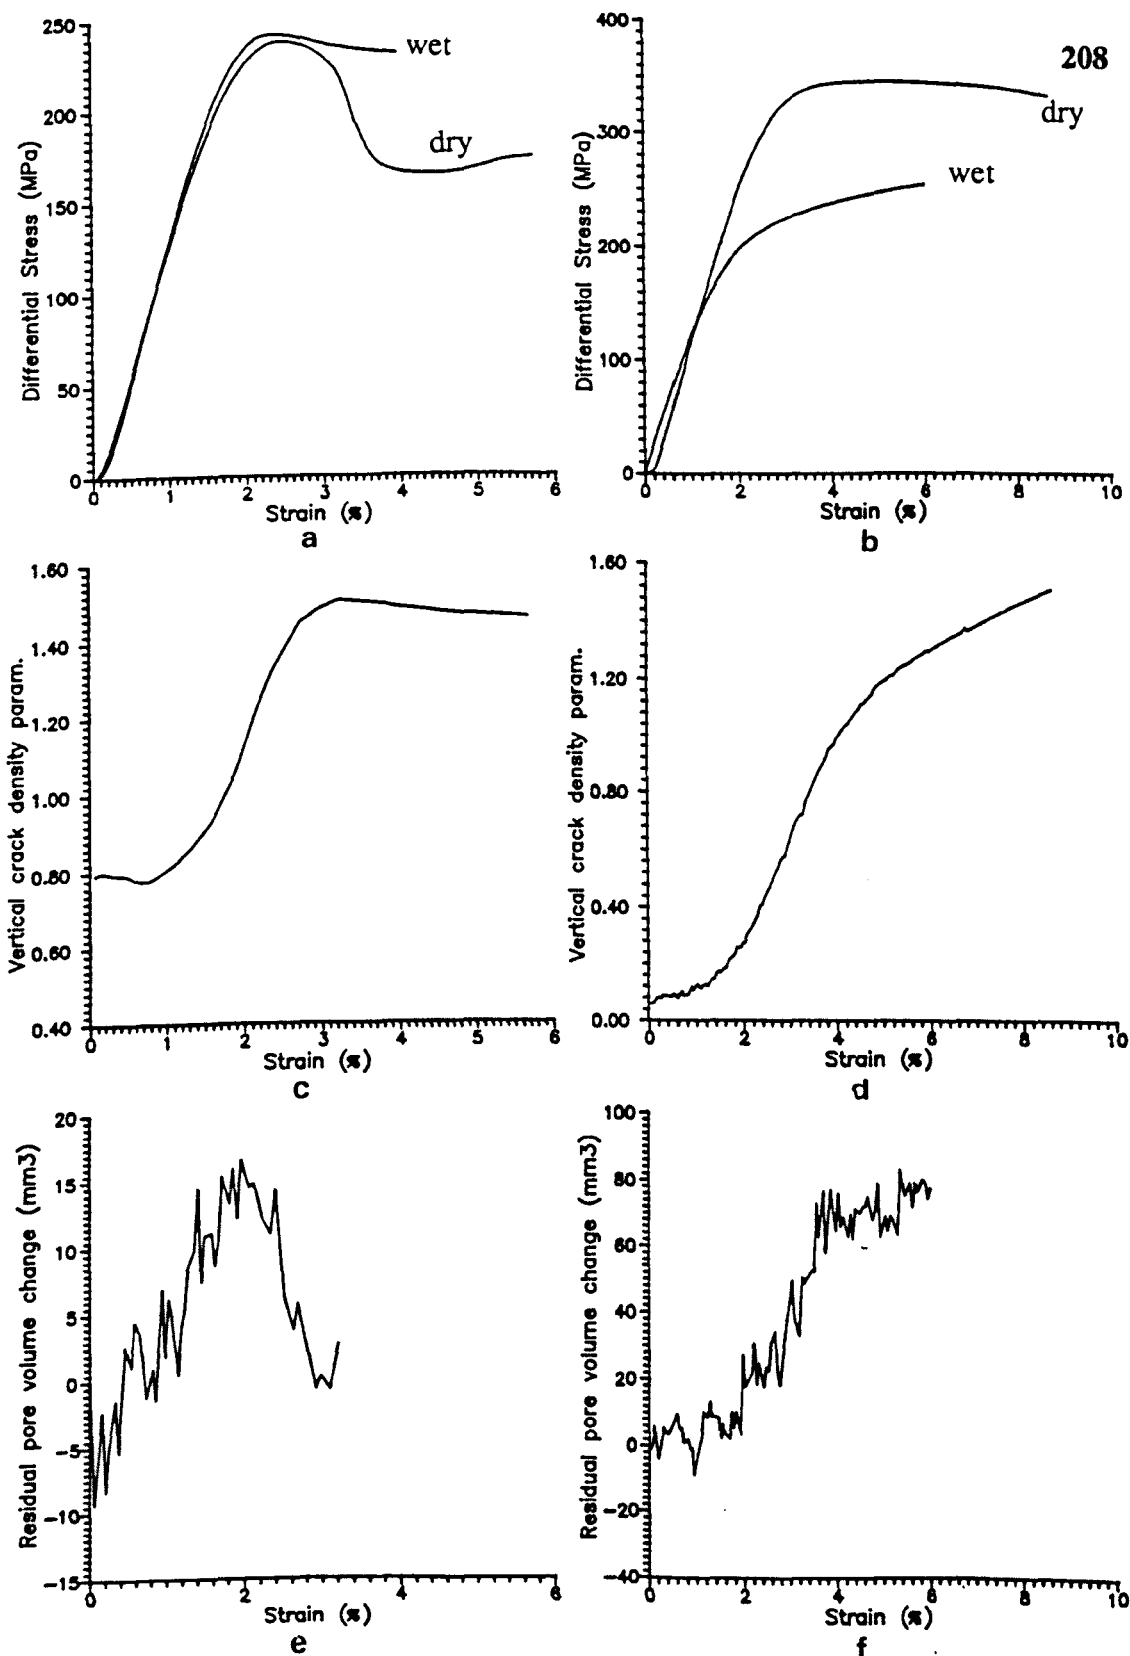 208
250
200
150
100
50
0
Differential Stress (MPa)
wet
dry
0 1 2 3 4 5 6
Strain (%)
a
400
300
200
100
0
Differential Stress (MPa)
dry
wet
0 2 4 6 8 10
Strain (%)
b
1.60
1.40
1.20
1.00
0.80
0.60
0.40
Vertical crack density param.
0 1 2 3 4 5 6
Strain (%)
c
1.60
1.20
0.80
0.40
0.00
Vertical crack density param.
0 2 4 6 8 10
Strain (%)
d
20
15
10
5
0
-5
-10
-15
Residual pore volume change (mm3)
0 2 4 6
Strain (%)
e
100
80
60
40
20
0
-20
-40
Residual pore volume change (mm3)
0 2 4 6 8 10
Strain (%)
f